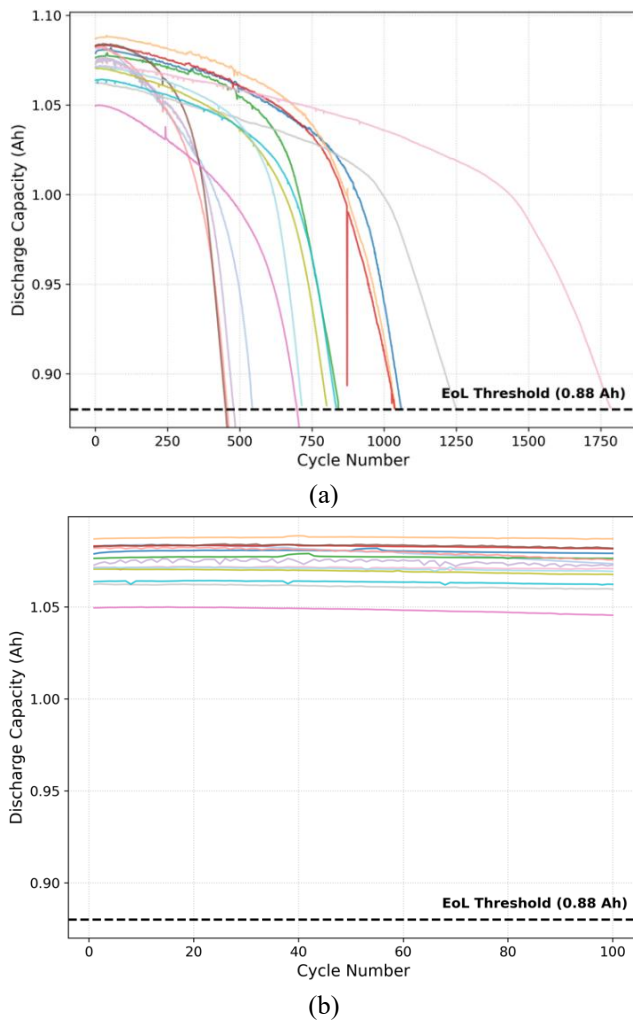 1.10
1.05
1.00
0.95
0.90
Discharge Capacity (Ah)
EoL Threshold (0.88 Ah)
0 250 500 750 1000 1250 1500 1750
Cycle Number
(a)
1.05
1.00
0.95
0.90
Discharge Capacity (Ah)
EoL Threshold (0.88 Ah)
0 20 40 60 80 100
Cycle Number
(b)